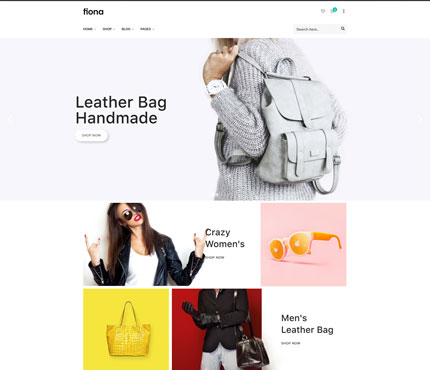 fiona
HOME SHOP BLOG PAGES
Search here...
Leather Bag
Handmade
SHOP NOW
Crazy
Women's
SHOP NOW
Men's
Leather Bag
SHOP NOW